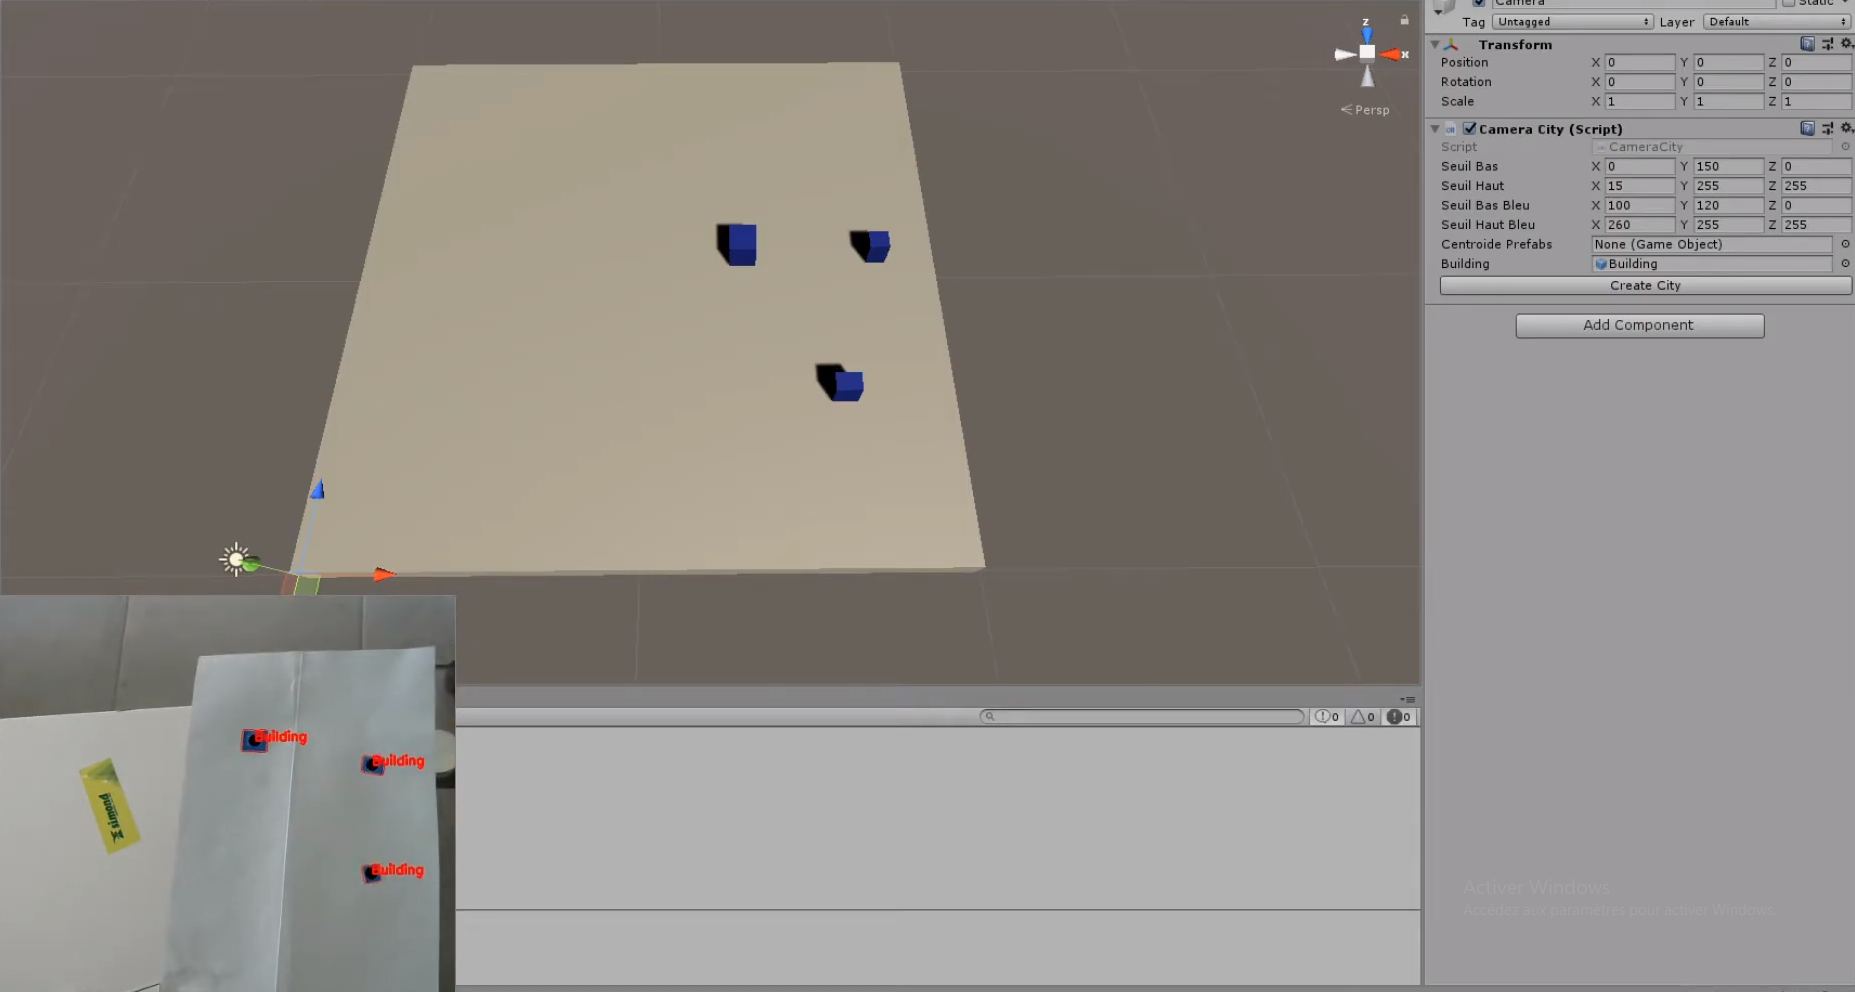 Camera
Static
Tag Untagged Layer Default
Transform
Position X 0 Y 0 Z 0
Rotation X 0 Y 0 Z 0
Scale X 1 Y 1 Z 1
Camera City (Script)
Script CameraCity
Seuil Bas X 0 Y 150 Z 0
Seuil Haut X 15 Y 255 Z 255
Seuil Bas Bleu X 100 Y 120 Z 0
Seuil Haut Bleu X 260 Y 255 Z 255
Centroide Prefabs None (Game Object)
Building Building
Create City
Add Component
z
x
Persp
0 0 0
Building
Building
Building
Activer Windows
Accédez aux paramètres pour activer Windows.